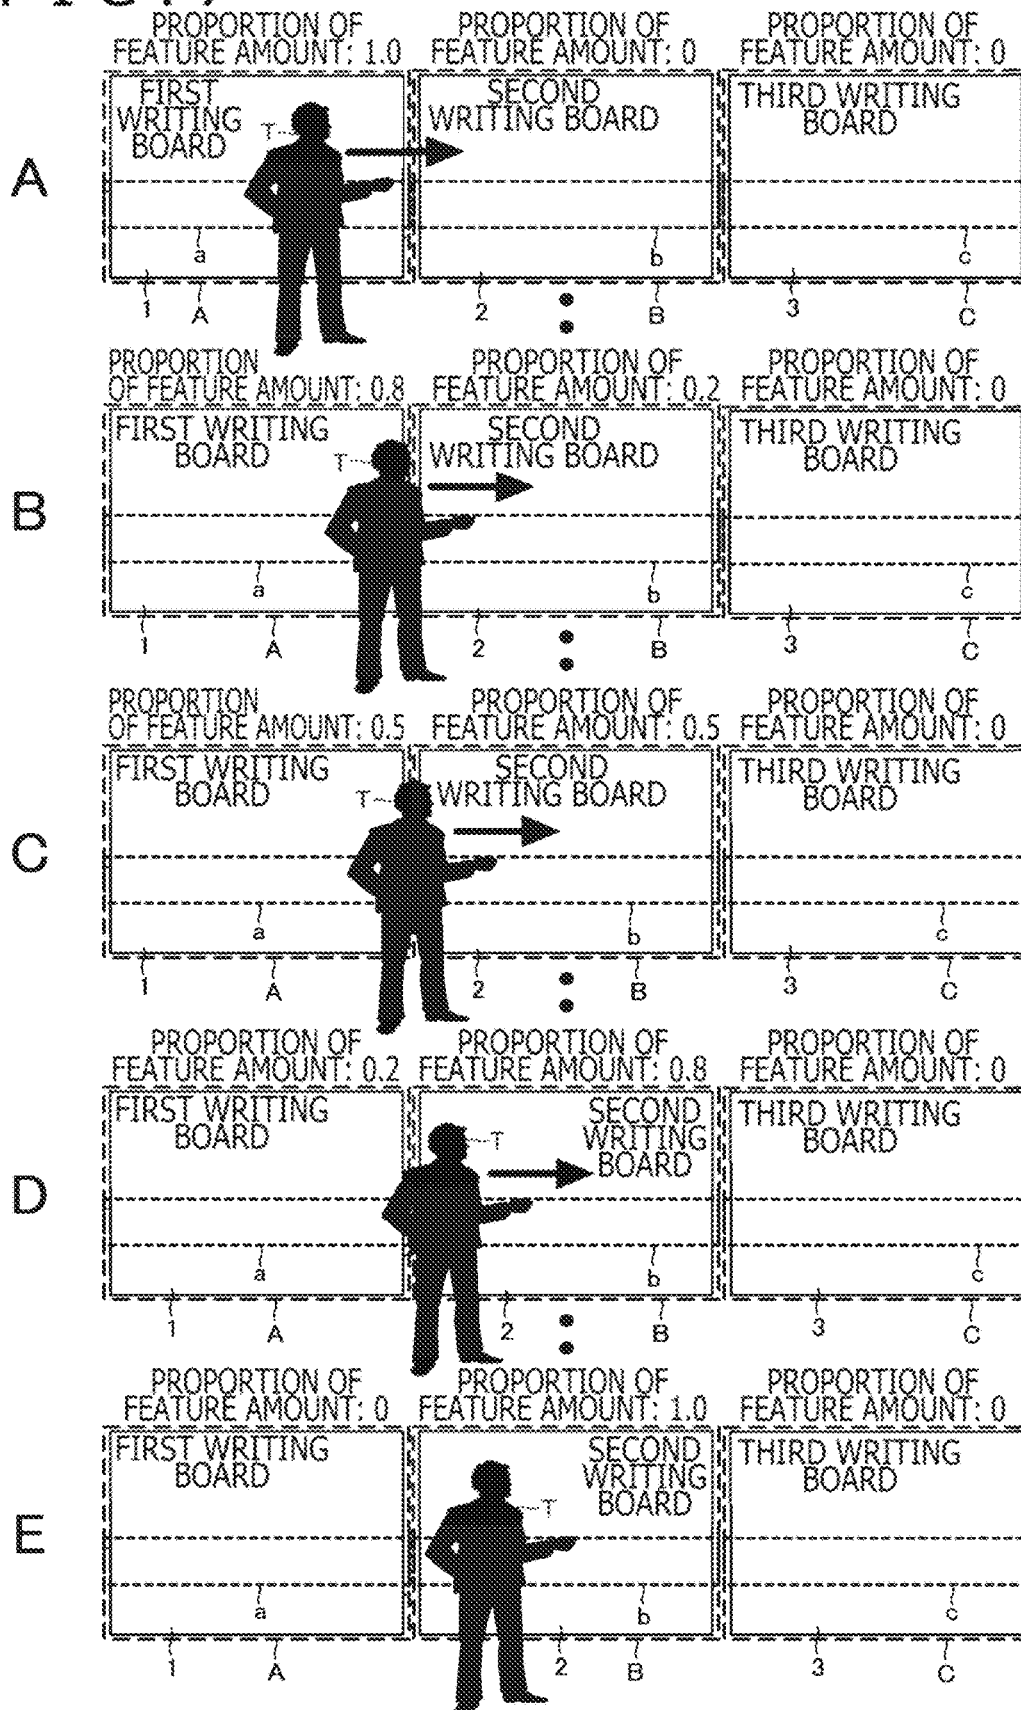 PROPORTION OF PROPORTION OF PROPORTION OF
FEATURE AMOUNT: 1.0 FEATURE AMOUNT: 0 FEATURE AMOUNT: 0
FIRST SECOND THIRD WRITING
WRITING WRITING BOARD BOARD
BOARD
T
A
a b c
1 A 2 B 3 C
PROPORTION PROPORTION OF PROPORTION OF
OF FEATURE AMOUNT: 0.8 FEATURE AMOUNT: 0.2 FEATURE AMOUNT: 0
FIRST WRITING SECOND THIRD WRITING
BOARD WRITING BOARD BOARD
T
B
a b c
1 A 2 B 3 C
PROPORTION PROPORTION OF PROPORTION OF
OF FEATURE AMOUNT: 0.5 FEATURE AMOUNT: 0.5 FEATURE AMOUNT: 0
FIRST WRITING SECOND THIRD WRITING
BOARD WRITING BOARD BOARD
T
C
a b c
1 A 2 B 3 C
PROPORTION OF PROPORTION OF PROPORTION OF
FEATURE AMOUNT: 0.2 FEATURE AMOUNT: 0.8 FEATURE AMOUNT: 0
FIRST WRITING SECOND THIRD WRITING
BOARD WRITING BOARD
BOARD
T
D
a b c
1 A 2 B 3 C
PROPORTION OF PROPORTION OF PROPORTION OF
FEATURE AMOUNT: 0 FEATURE AMOUNT: 1.0 FEATURE AMOUNT: 0
FIRST WRITING SECOND THIRD WRITING
BOARD WRITING BOARD
BOARD
T
E
a b c
1 A 2 B 3 C